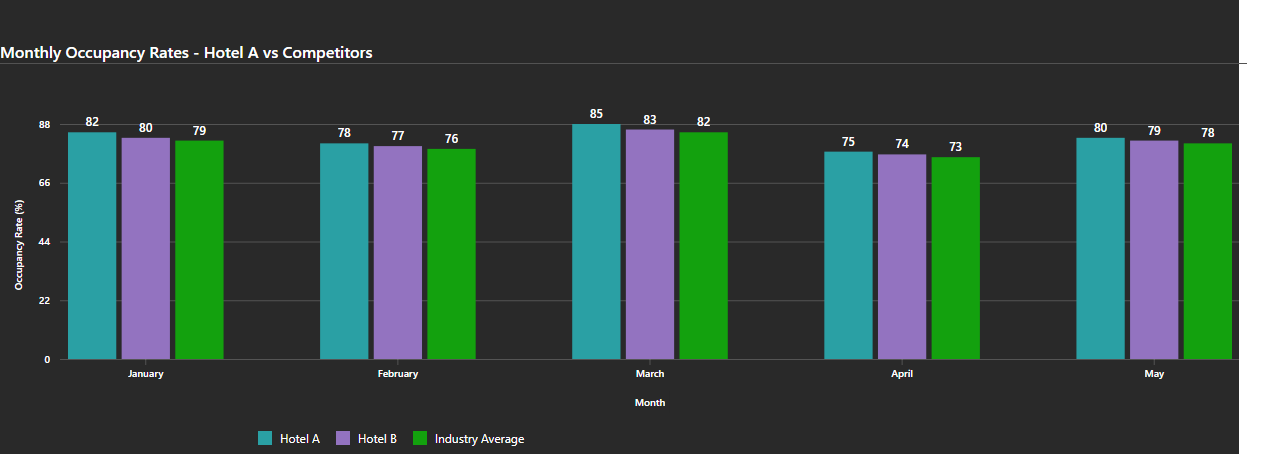 Monthly Occupancy Rates - Hotel A vs Competitors
Occupancy Rate (%)
88
66
44
22
0
82 80 79
78 77 76
85 83 82
75 74 73
80 79 78
January February March April May
Month
Hotel A Hotel B Industry Average